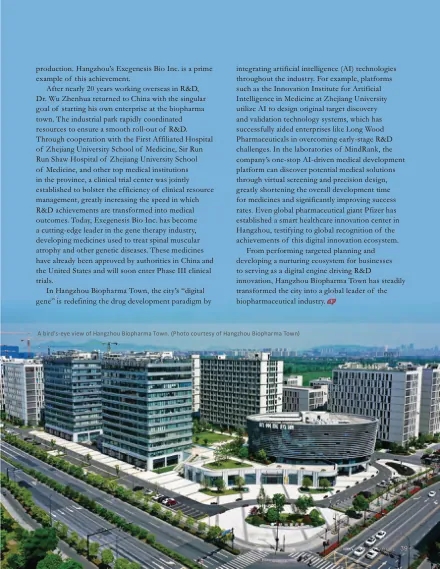 production. Hangzhou's Exegenesis Bio Inc. is a prime
example of this achievement.
After nearly 20 years working overseas in R&D,
Dr. Wu Zhenhua returned to China with the singular
goal of starting his own enterprise at the biopharma
town. The industrial park rapidly coordinated
resources to ensure a smooth roll-out of R&D.
Through cooperation with the First Affiliated Hospital
of Zhejiang University School of Medicine, Sir Run
Run Shaw Hospital of Zhejiang University School
of Medicine, and other top medical institutions
in the province, a clinical trial center was jointly
established to bolster the efficiency of clinical resource
management, greatly increasing the speed in which
R&D achievements are transformed into medical
outcomes. Today, Exegenesis Bio Inc. has become
a cutting-edge leader in the gene therapy industry,
developing medicines used to treat spinal muscular
atrophy and other genetic diseases. These medicines
have already been approved by authorities in China and
the United States and will soon enter Phase III clinical
trials.
In Hangzhou Biopharma Town, the city's "digital
gene" is redefining the drug development paradigm by
integrating artificial intelligence (AI) technologies
throughout the industry. For example, platforms
such as the Innovation Institute for Artificial
Intelligence in Medicine at Zhejiang University
utilize AI to design original target discovery
and validation technology systems, which has
successfully aided enterprises like Long Wood
Pharmaceuticals in overcoming early-stage R&D
challenges. In the laboratories of MindRank, the
company's one-stop AI-driven medical development
platform can discover potential medical solutions
through virtual screening and precision design,
greatly shortening the overall development time
for medicines and significantly improving success
rates. Even global pharmaceutical giant Pfizer has
established a smart healthcare innovation center in
Hangzhou, testifying to global recognition of the
achievements of this digital innovation ecosystem.
From performing targeted planning and
developing a nurturing ecosystem for businesses
to serving as a digital engine driving R&D
innovation, Hangzhou Biopharma Town has steadily
transformed the city into a global leader of the
biopharmaceutical industry.
A bird's-eye view of Hangzhou Biopharma Town. (Photo courtesy of Hangzhou Biopharma Town)
杭州医药港